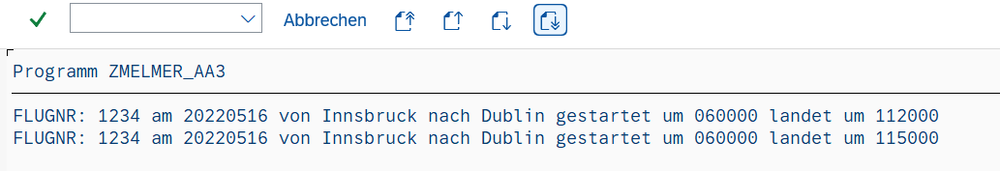 Abbrechen
Programm ZMELMER_AA3
FLUGNR: 1234 am 20220516 von Innsbruck nach Dublin gestartet um 060000 landet um 112000
FLUGNR: 1234 am 20220516 von Innsbruck nach Dublin gestartet um 060000 landet um 115000